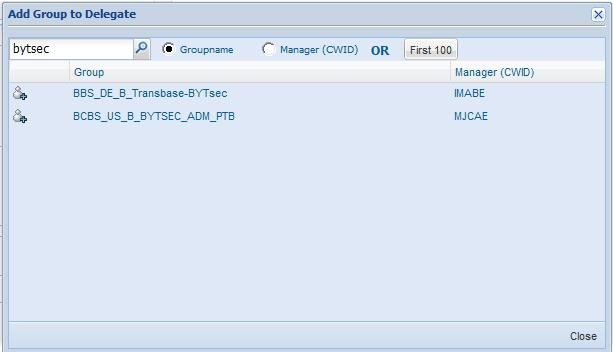 Add Group to Delegate
bytsec Groupname Manager (CWID) OR First 100
Group Manager (CWID)
BBS_DE_B_Transbase-BYTsec IMABE
BCBS_US_B_BYTSEC_ADM_PTB MJCAE
Close